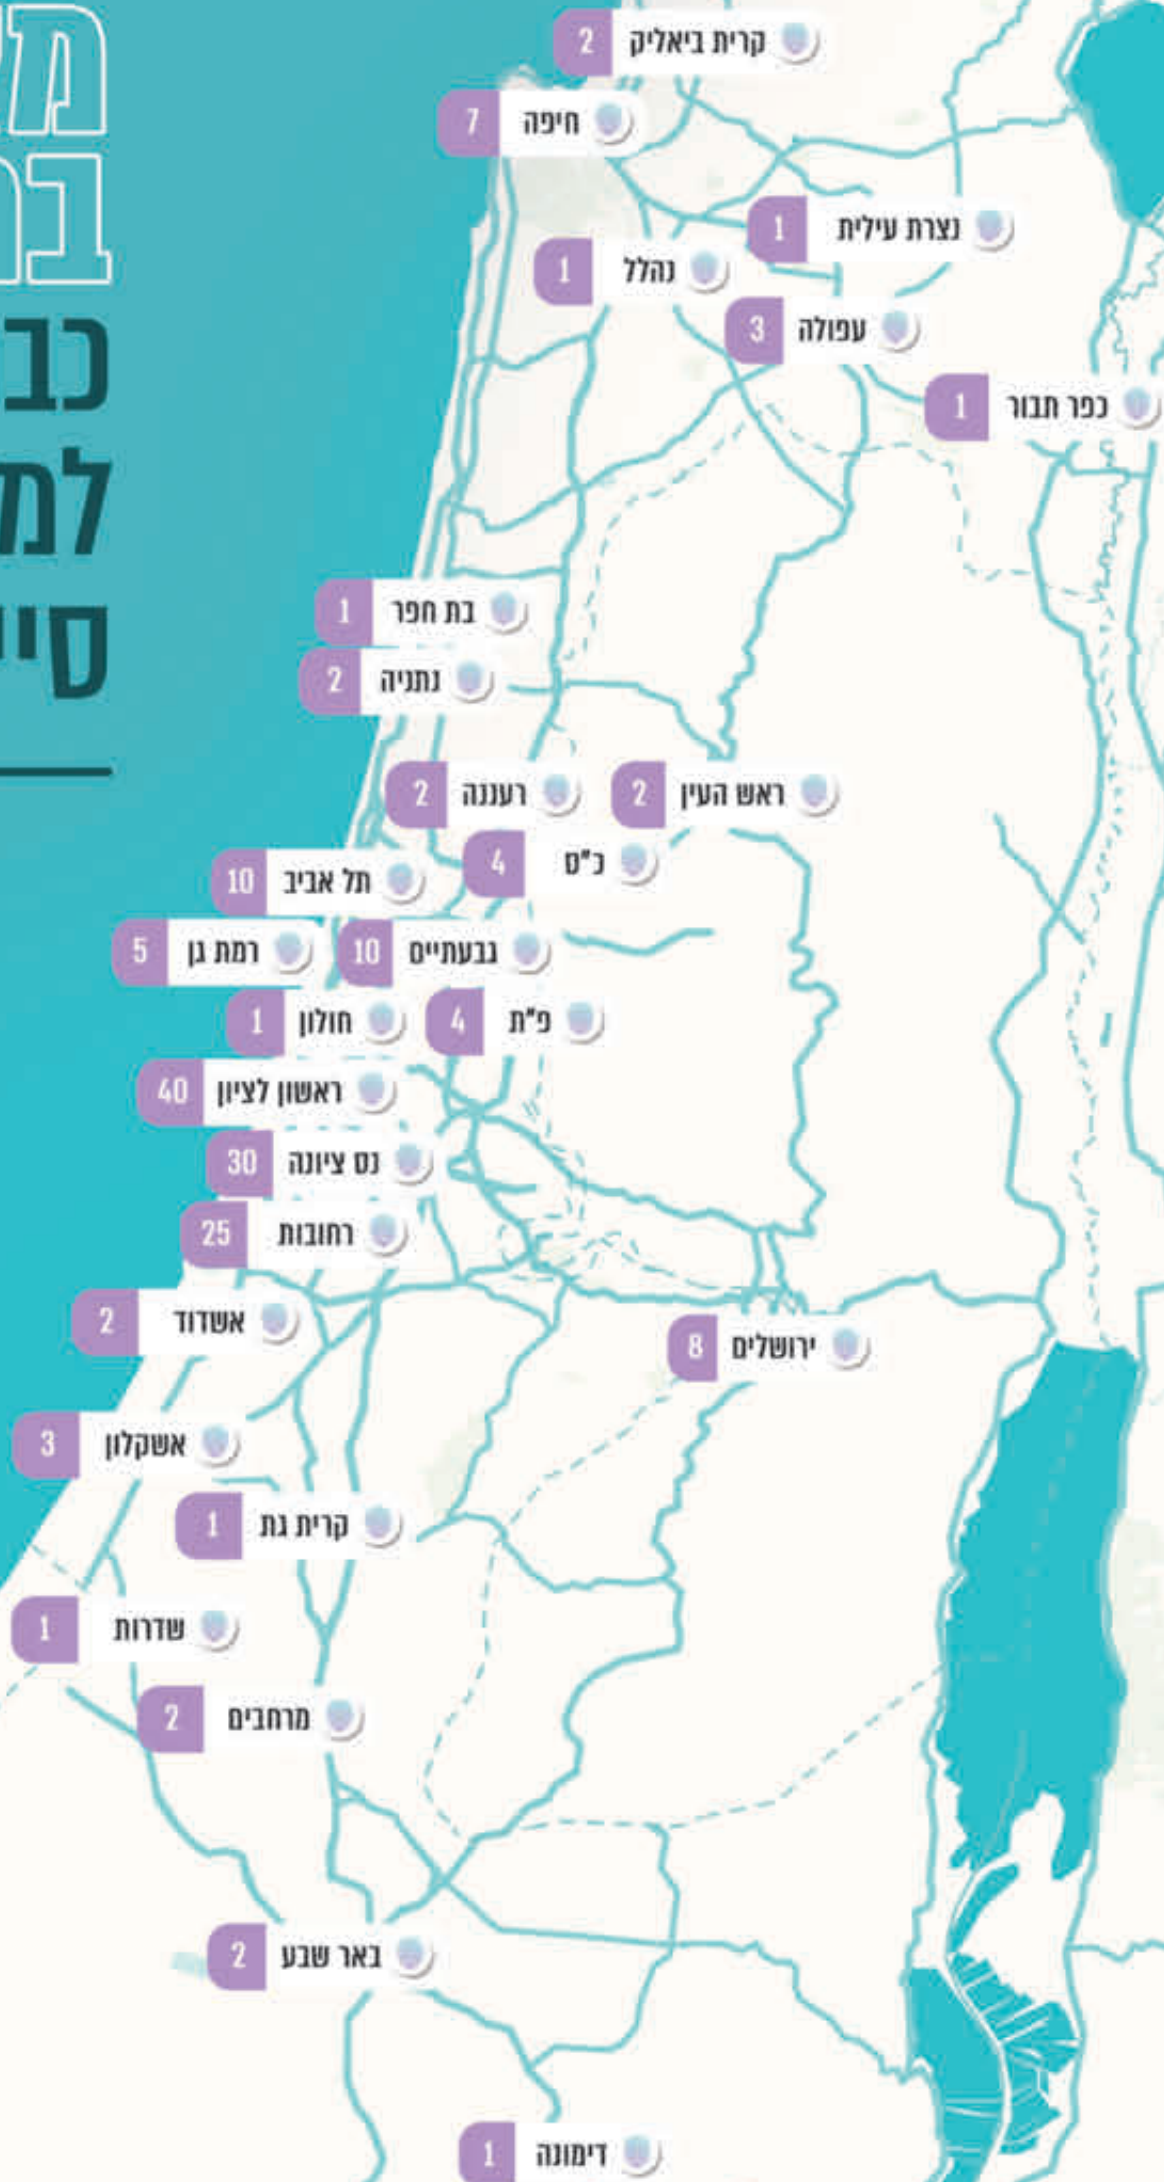 קרית ביאליק 2
חיפה 7
נצרת עילית 1
נהלל 1
עפולה 3
כפר תבור 1
בת חפר 1
נתניה 2
ראש העין 2
רעננה 2
כ"ס 4
תל אביב 10
גבעתיים 10
רמת גן 5
פ"ת 4
חולון 1
ראשון לציון 40
נס ציונה 30
רחובות 25
אשדוד 2
ירושלים 8
אשקלון 3
קרית גת 1
שדרות 1
מרחבים 2
באר שבע 2
דימונה 1